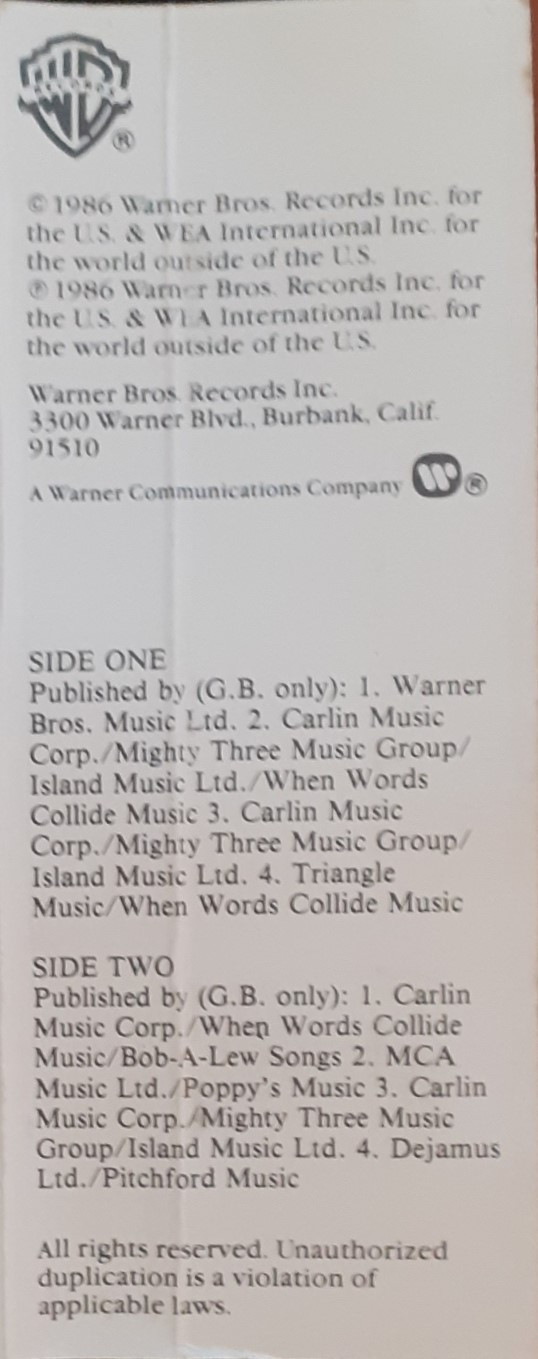 WB
RECORDS
®
© 1986 Warner Bros. Records Inc. for
the U.S. & WEA International Inc. for
the world outside of the U.S.
℗ 1986 Warner Bros. Records Inc. for
the U.S. & WEA International Inc. for
the world outside of the U.S.
Warner Bros. Records Inc.
3300 Warner Blvd., Burbank, Calif.
91510
A Warner Communications Company W®
SIDE ONE
Published by (G.B. only): 1. Warner
Bros. Music Ltd. 2. Carlin Music
Corp./Mighty Three Music Group/
Island Music Ltd./When Words
Collide Music 3. Carlin Music
Corp./Mighty Three Music Group/
Island Music Ltd. 4. Triangle
Music/When Words Collide Music
SIDE TWO
Published by (G.B. only): 1. Carlin
Music Corp./When Words Collide
Music/Bob-A-Lew Songs 2. MCA
Music Ltd./Poppy's Music 3. Carlin
Music Corp./Mighty Three Music
Group/Island Music Ltd. 4. Dejamus
Ltd./Pitchford Music
All rights reserved. Unauthorized
duplication is a violation of
applicable laws.